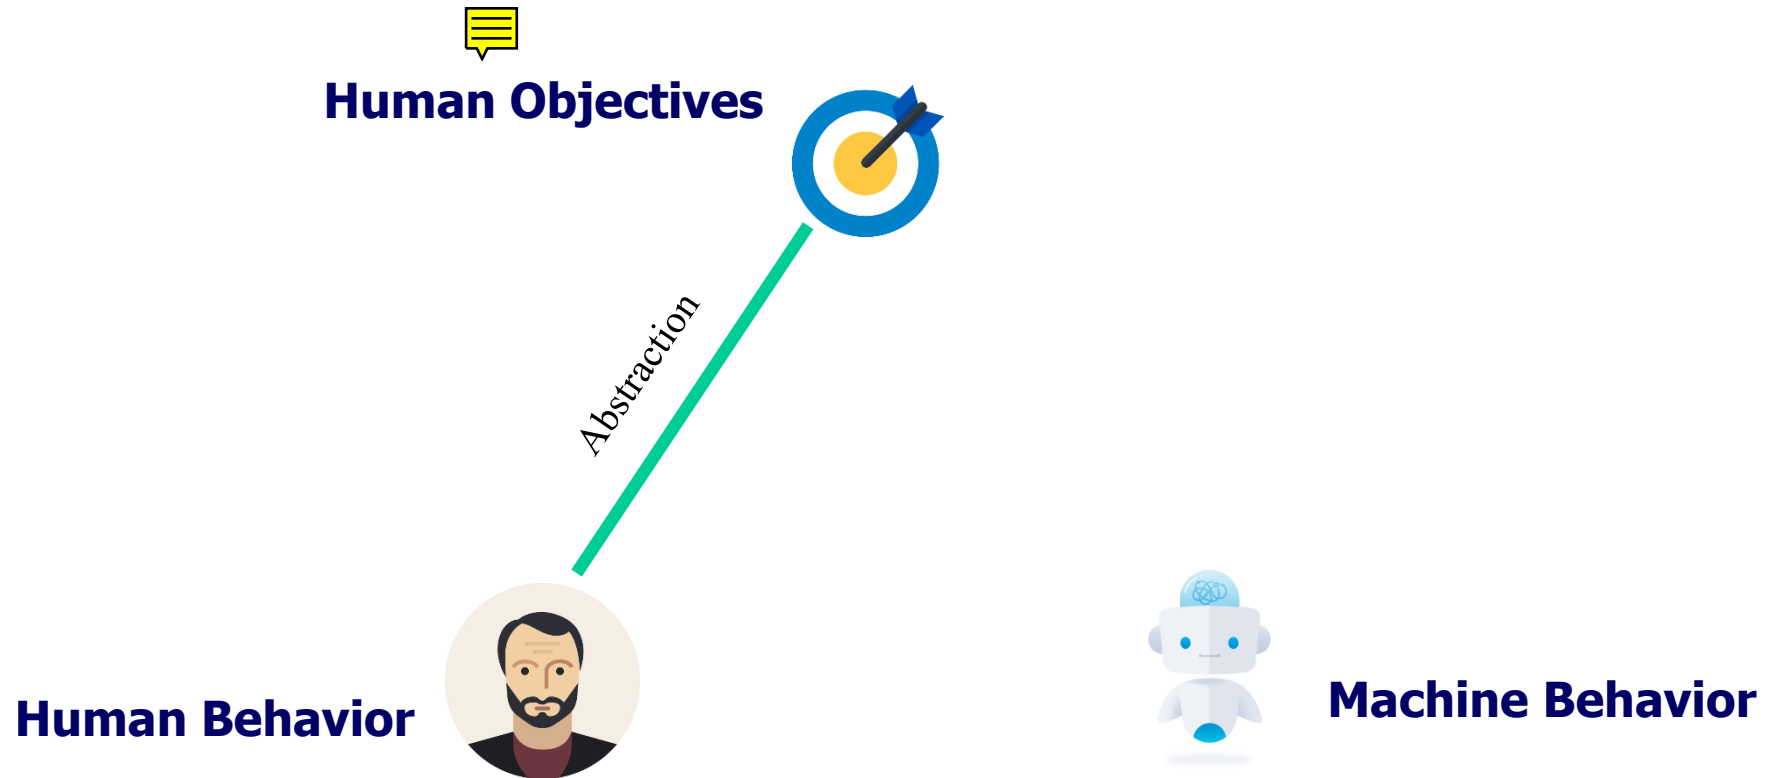 Human Objectives
Abstraction
Human Behavior
Machine Behavior